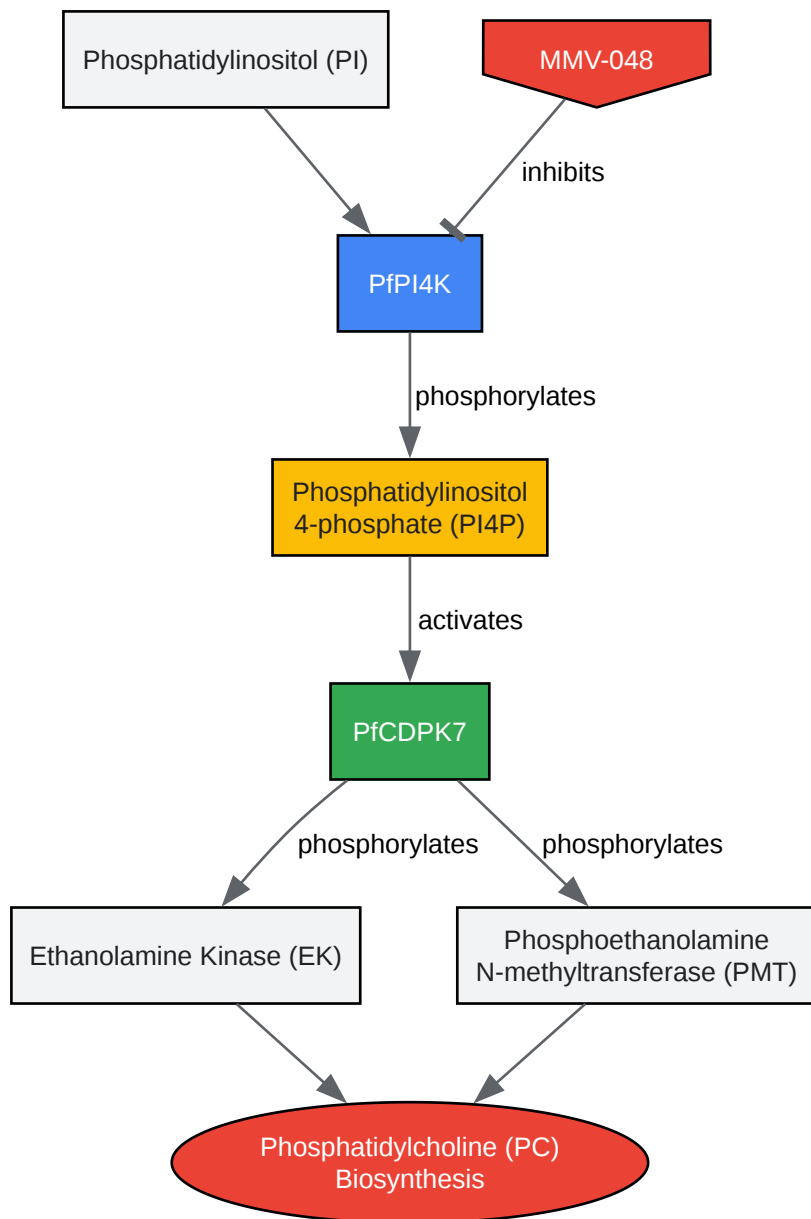 Phosphatidylinositol (PI)
MMV-048
inhibits
PfPI4K
phosphorylates
Phosphatidylinositol
4-phosphate (PI4P)
activates
PfCDPK7
phosphorylates
phosphorylates
Ethanolamine Kinase (EK)
Phosphoethanolamine
N-methyltransferase (PMT)
Phosphatidylcholine (PC)
Biosynthesis